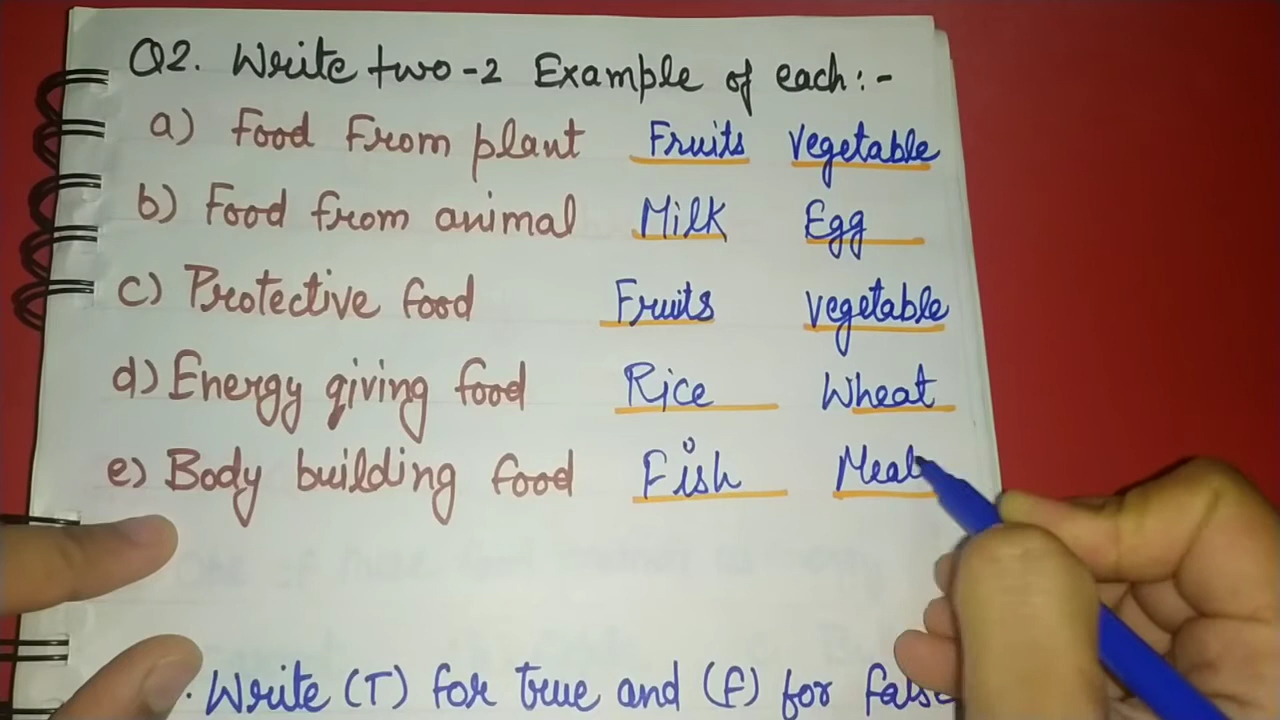 Q2. Write two-2 Example of each:-
a) Food From plant Fruits vegetable
b) Food from animal Milk Egg
c) Protective food Fruits vegetable
d) Energy giving food Rice Wheat
e) Body building food Fish Meat
Write (T) for true and (F) for false